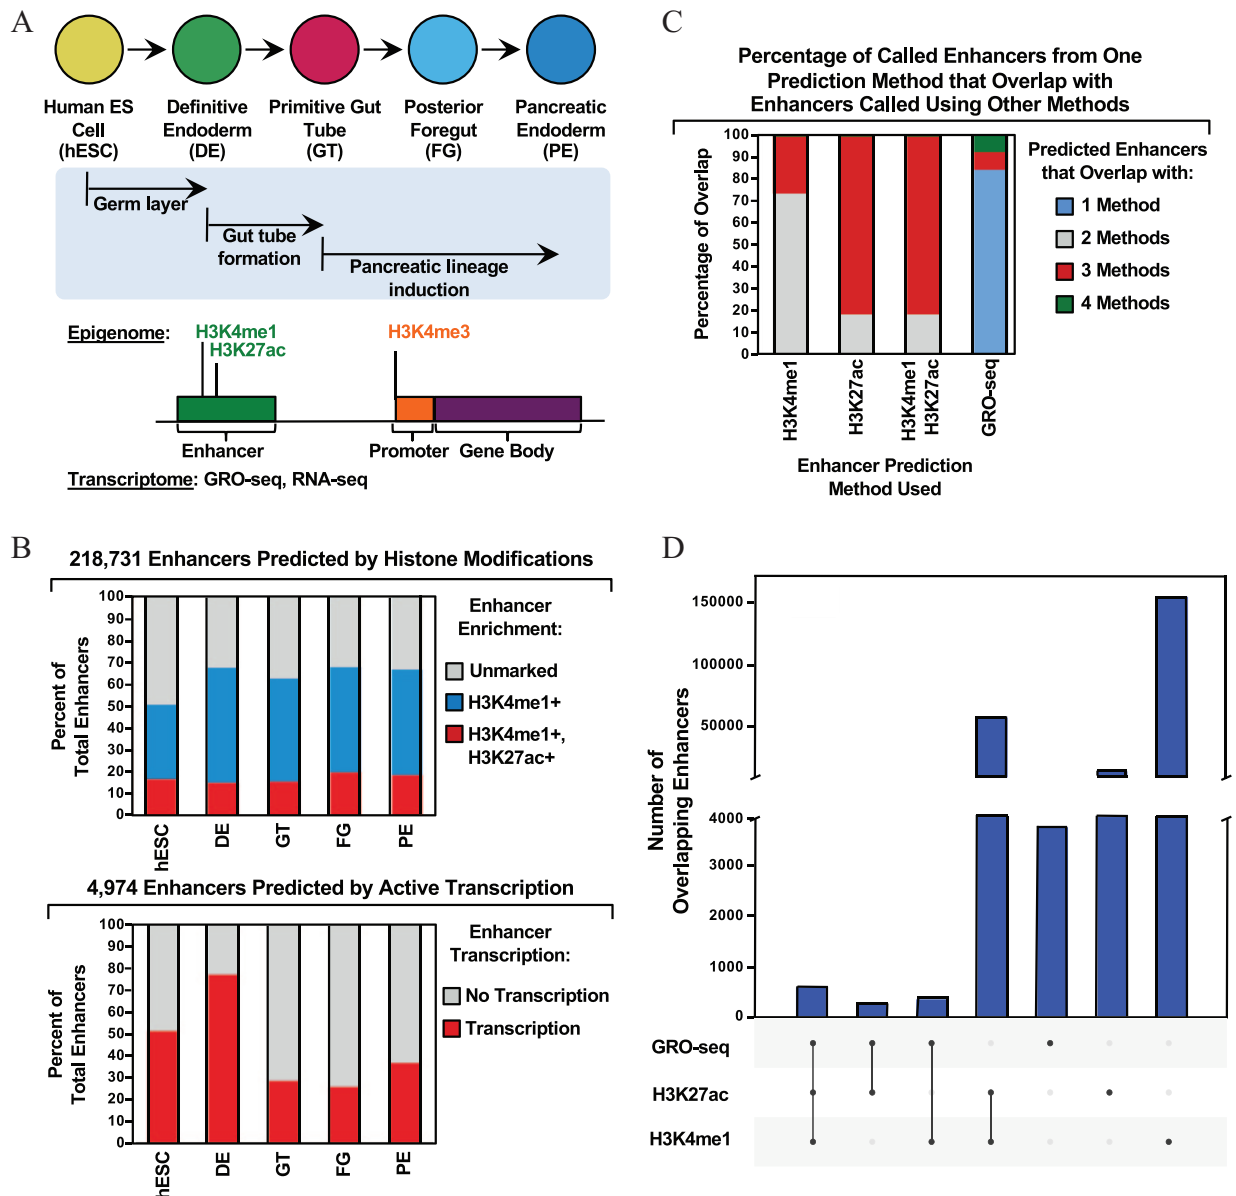 A
Human ES
Cell
(hESC)
Definitive
Endoderm
(DE)
Primitive Gut
Tube
(GT)
Posterior
Foregut
(FG)
Pancreatic
Endoderm
(PE)
Germ layer
Gut tube
formation
Pancreatic lineage
induction
Epigenome:
H3K4me1
H3K27ac
H3K4me3
Enhancer
Promoter
Gene Body
Transcriptome: GRO-seq, RNA-seq
B
218,731 Enhancers Predicted by Histone Modifications
Percent of
Total Enhancers
100
90
80
70
60
50
40
30
20
10
0
hESC
DE
GT
FG
PE
Enhancer
Enrichment:
Unmarked
H3K4me1+
H3K4me1+,
H3K27ac+
4,974 Enhancers Predicted by Active Transcription
Percent of
Total Enhancers
100
90
80
70
60
50
40
30
20
10
0
hESC
DE
GT
FG
PE
Enhancer
Transcription:
No Transcription
Transcription
C
Percentage of Called Enhancers from One
Prediction Method that Overlap with
Enhancers Called Using Other Methods
Percentage of Overlap
100
90
80
70
60
50
40
30
20
10
0
H3K4me1
H3K27ac
H3K4me1
H3K27ac
GRO-seq
Enhancer Prediction
Method Used
Predicted Enhancers
that Overlap with:
1 Method
2 Methods
3 Methods
4 Methods
D
Number of
Overlapping Enhancers
150000
100000
50000
4000
3000
2000
1000
0
GRO-seq
H3K27ac
H3K4me1